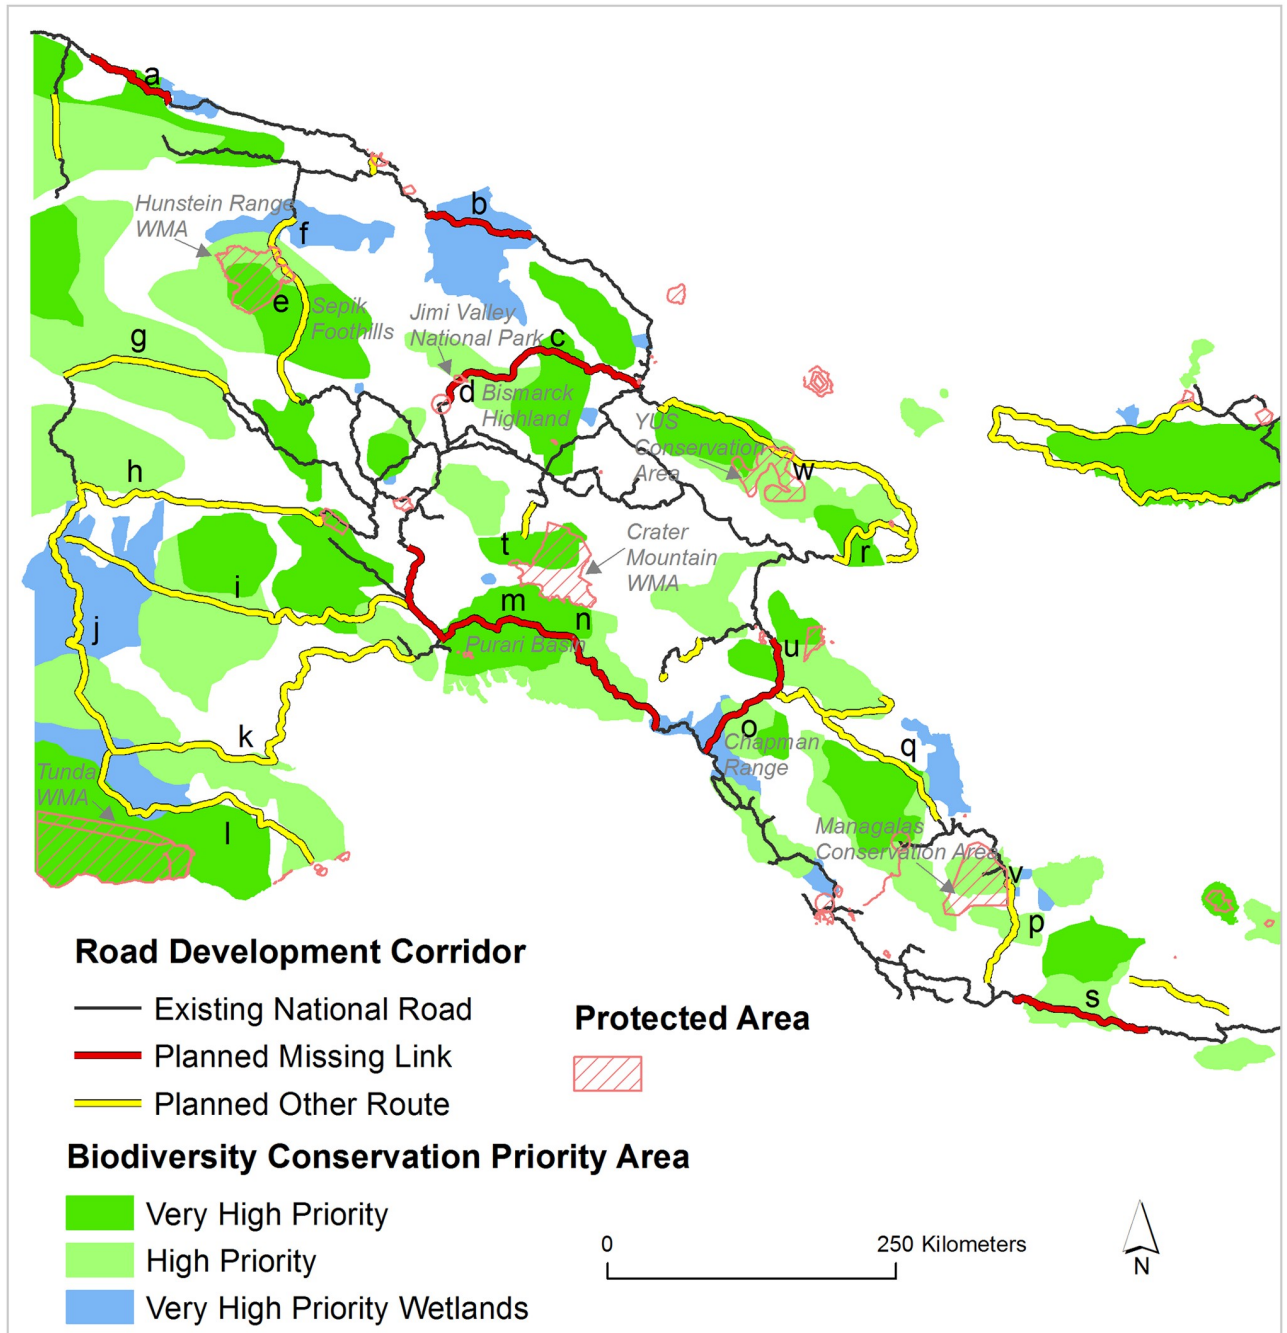 a
b
Hunstein Range
WMA
f
e
Sepik
Foothills
Jimi Valley
National Park
c
g
d
Bismarck
Highland
YUS
Conservation
Area
w
h
t
Crater
Mountain
WMA
r
i
m
n
j
Purari Basin
u
k
o
Chapman
Range
q
Tunda
WMA
l
Managalas
Conservation Area
v
p
s
Road Development Corridor
Existing National Road
Planned Missing Link
Planned Other Route
Protected Area
Biodiversity Conservation Priority Area
Very High Priority
High Priority
Very High Priority Wetlands
0 250 Kilometers
N